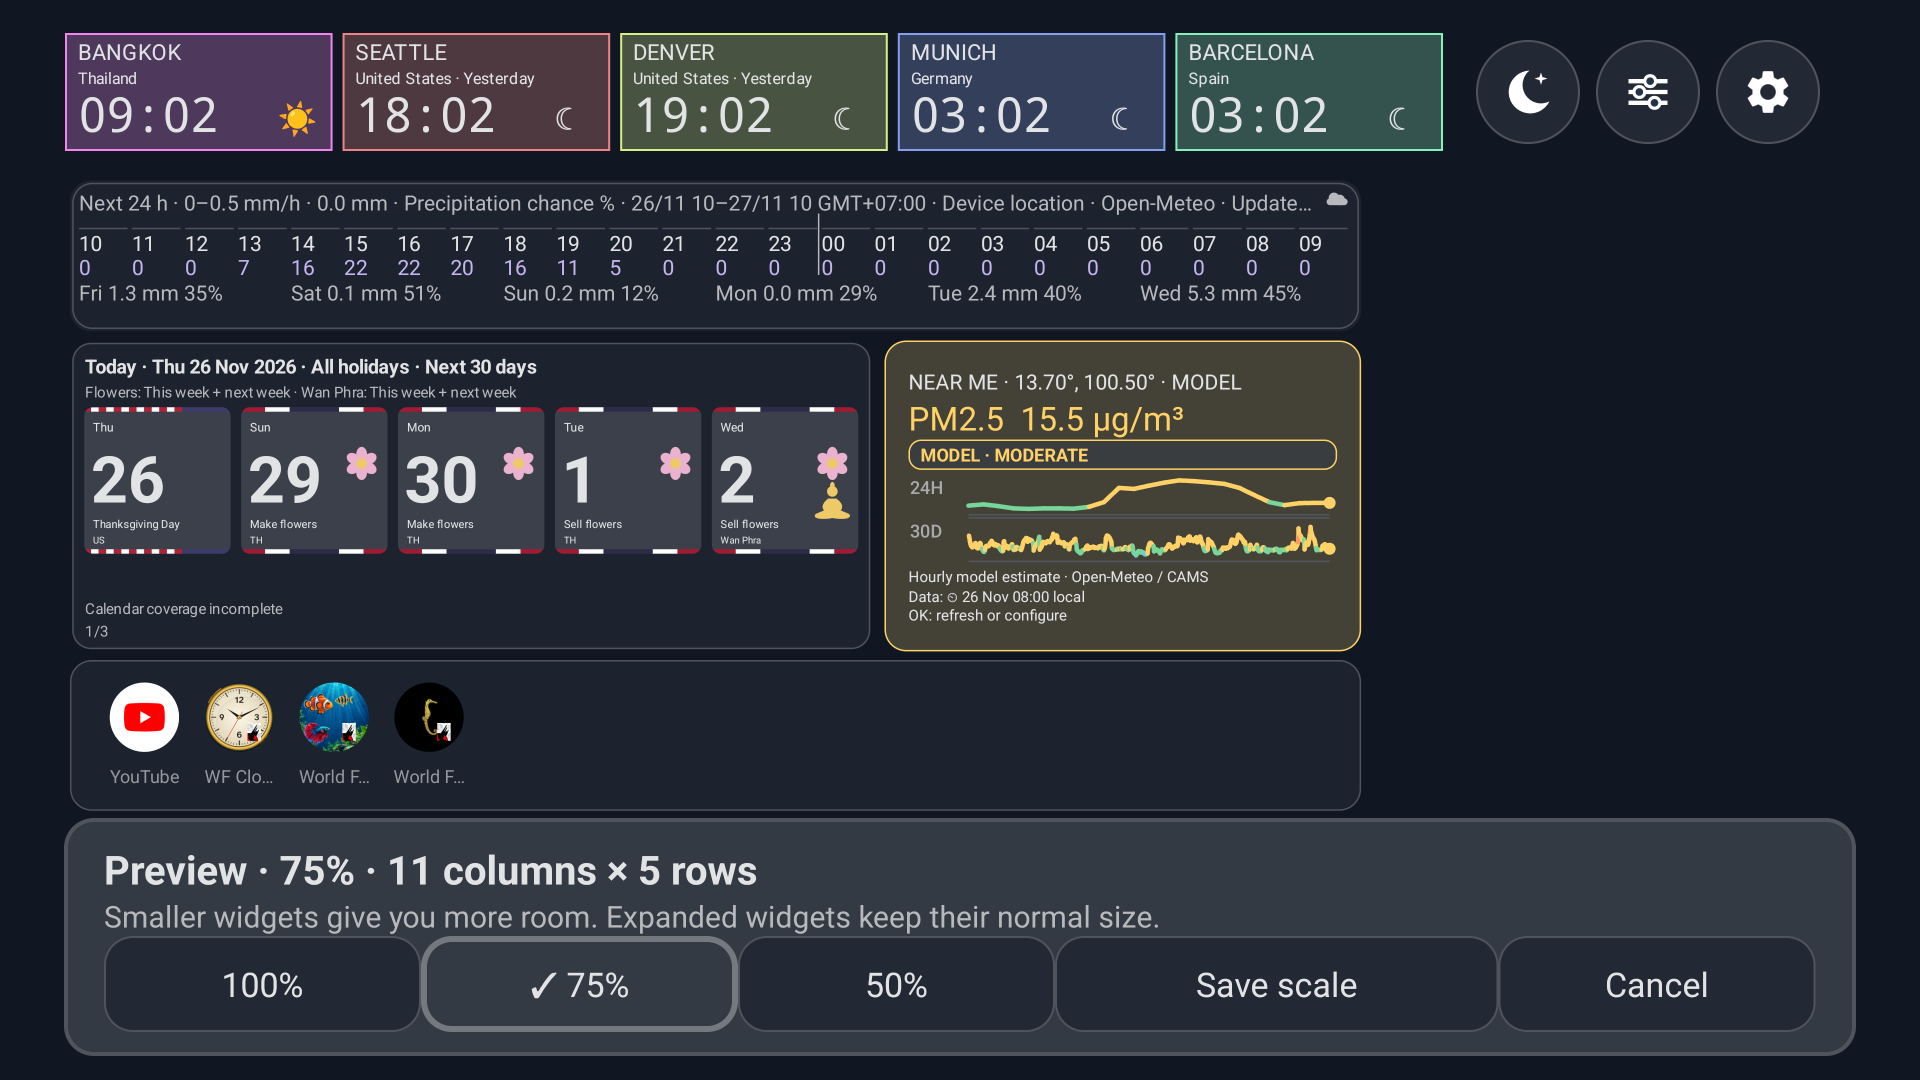 BANGKOK
Thailand
09:02
SEATTLE
United States · Yesterday
18:02
DENVER
United States · Yesterday
19:02
MUNICH
Germany
03:02
BARCELONA
Spain
03:02
Next 24 h · 0–0.5 mm/h · 0.0 mm · Precipitation chance % · 26/11 10–27/11 10 GMT+07:00 · Device location · Open-Meteo · Update…
10 11 12 13 14 15 16 17 18 19 20 21 22 23 00 01 02 03 04 05 06 07 08 09
0 0 0 7 16 22 22 20 16 11 5 0 0 0 0 0 0 0 0 0 0 0 0 0
Fri 1.3 mm 35% Sat 0.1 mm 51% Sun 0.2 mm 12% Mon 0.0 mm 29% Tue 2.4 mm 40% Wed 5.3 mm 45%
Today · Thu 26 Nov 2026 · All holidays · Next 30 days
Flowers: This week + next week · Wan Phra: This week + next week
Thu
26
Thanksgiving Day
US
Sun
29
Make flowers
TH
Mon
30
Make flowers
TH
Tue
1
Sell flowers
TH
Wed
2
Sell flowers
Wan Phra
Calendar coverage incomplete
1/3
NEAR ME · 13.70°, 100.50° · MODEL
PM2.5 15.5 µg/m³
MODEL · MODERATE
24H
30D
Hourly model estimate · Open-Meteo / CAMS
Data: ⏲ 26 Nov 08:00 local
OK: refresh or configure
12
3
6
9
YouTube
WF Clo…
World F…
World F…
Preview · 75% · 11 columns × 5 rows
Smaller widgets give you more room. Expanded widgets keep their normal size.
100%
✓ 75%
50%
Save scale
Cancel